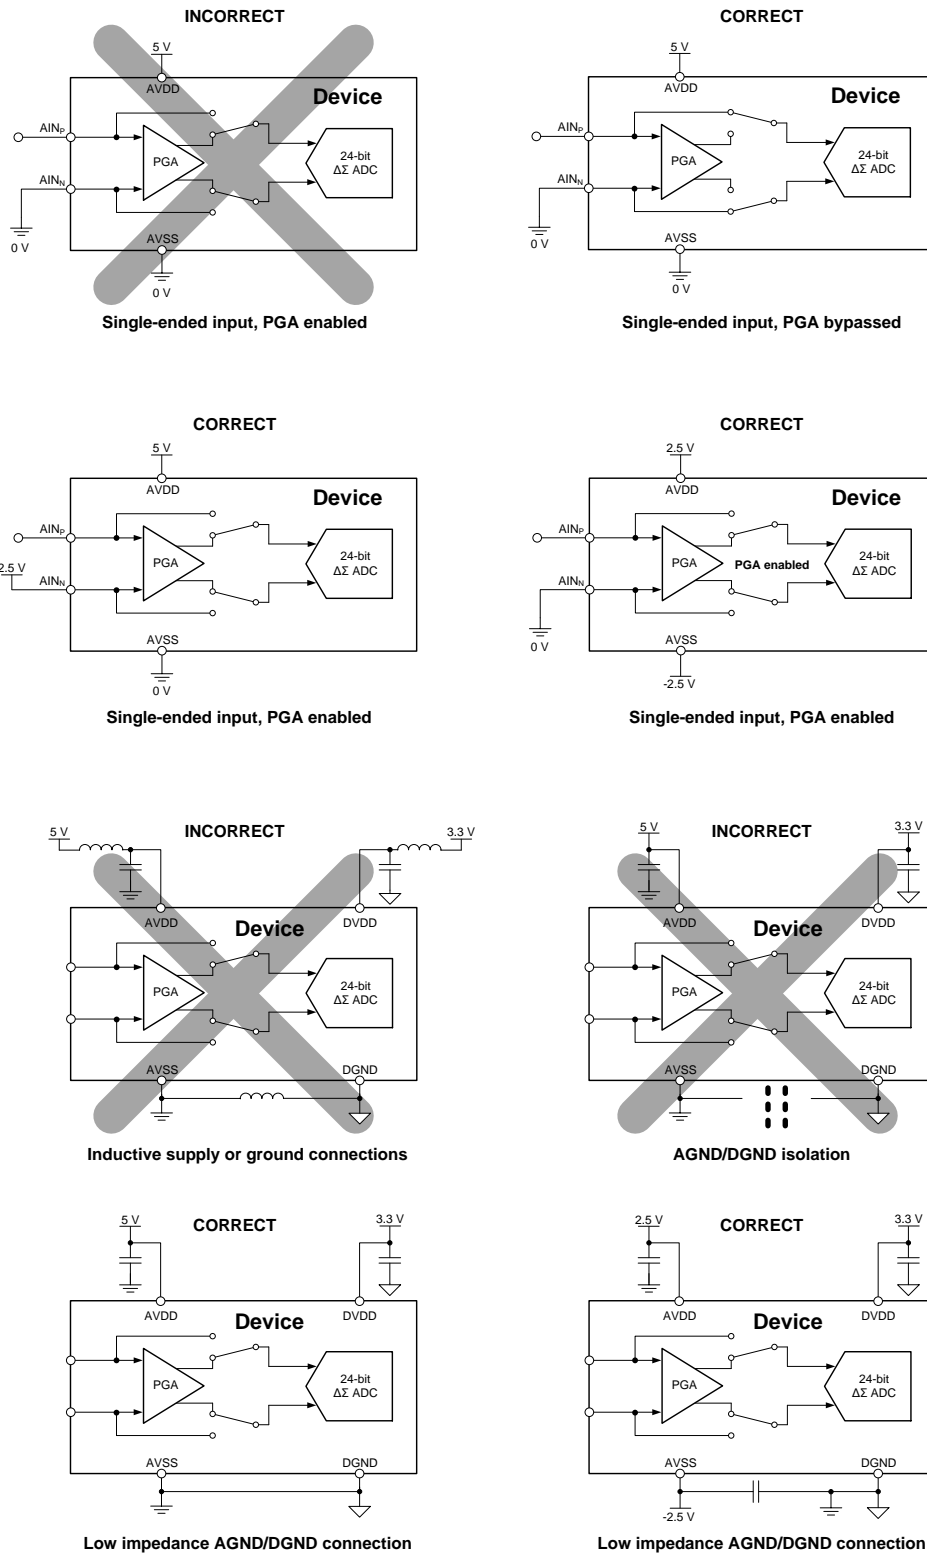 INCORRECT
5 V
AVDD
Device
AINP
PGA
24-bit
ΔΣ ADC
AINN
0 V
AVSS
0 V
Single-ended input, PGA enabled
CORRECT
5 V
AVDD
Device
AINP
PGA
24-bit
ΔΣ ADC
AINN
0 V
AVSS
0 V
Single-ended input, PGA bypassed
CORRECT
5 V
AVDD
Device
AINP
PGA
24-bit
ΔΣ ADC
2.5 V
AINN
AVSS
0 V
Single-ended input, PGA enabled
CORRECT
2.5 V
AVDD
Device
AINP
PGA
PGA enabled
24-bit
ΔΣ ADC
AINN
0 V
AVSS
-2.5 V
Single-ended input, PGA enabled
INCORRECT
5 V
3.3 V
AVDD
Device
DVDD
PGA
24-bit
ΔΣ ADC
AVSS
DGND
Inductive supply or ground connections
INCORRECT
5 V
3.3 V
AVDD
Device
DVDD
PGA
24-bit
ΔΣ ADC
AVSS
DGND
AGND/DGND isolation
CORRECT
5 V
3.3 V
AVDD
Device
DVDD
PGA
24-bit
ΔΣ ADC
AVSS
DGND
Low impedance AGND/DGND connection
CORRECT
2.5 V
3.3 V
AVDD
Device
DVDD
PGA
24-bit
ΔΣ ADC
AVSS
DGND
-2.5 V
Low impedance AGND/DGND connection